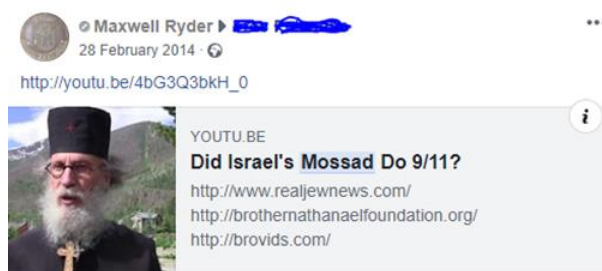 Maxwell Ryder
28 February 2014 ·
http://youtu.be/4bG3Q3bkH_0
YOUTU.BE
Did Israel's Mossad Do 9/11?
http://www.realjewnews.com/
http://brothernathanaelfoundation.org/
http://brovids.com/